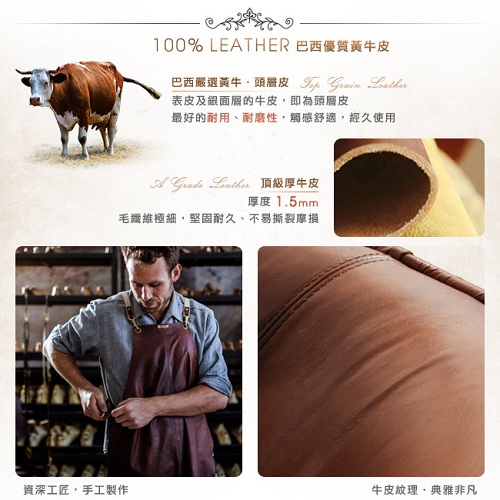 100% LEATHER 巴西優質黃牛皮
巴西嚴選黃牛・頭層皮 Top Grain Leather
表皮及銀面層的牛皮，即為頭層皮
最好的耐用、耐磨性，觸感舒適，經久使用
A Grade Leather 頂級厚牛皮
厚度 1.5mm
毛纖維極細，堅固耐久、不易撕裂摩損
資深工匠，手工製作
牛皮紋理・典雅非凡